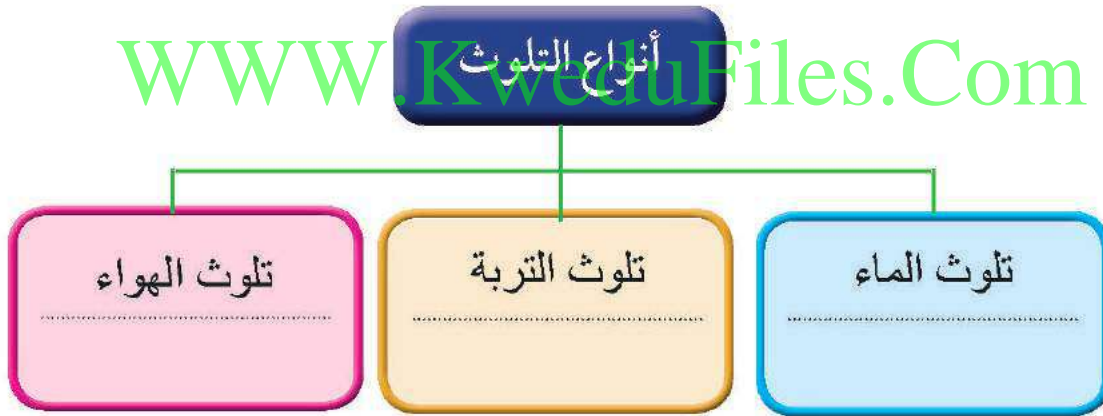 أنواع التلوث
WWW.KweduFiles.Com
تلوث الماء
تلوث التربة
تلوث الهواء